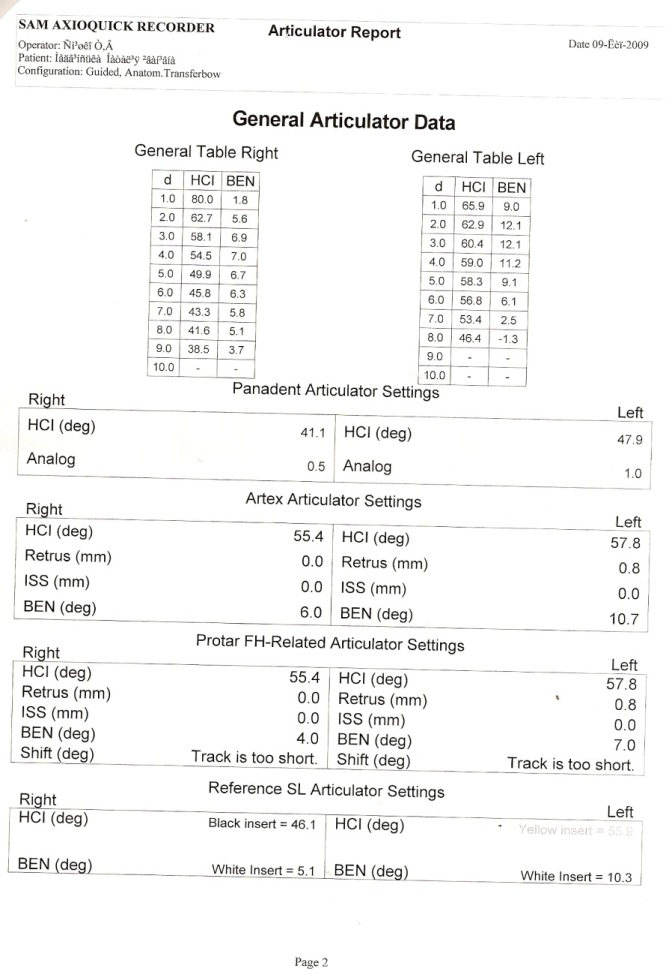 SAM AXIOQUICK RECORDER
Articulator Report
Date 09-Ëèï-2009
Operator: Ñì³øêî Ò.Â
Configuration: Guided, Anatom.Transferbow
General Articulator Data
General Table Right
General Table Left
d HCI BEN
1.0 80.0 1.8
2.0 62.7 5.6
3.0 58.1 6.9
4.0 54.5 7.0
5.0 49.9 6.7
6.0 45.8 6.3
7.0 43.3 5.8
8.0 41.6 5.1
9.0 38.5 3.7
10.0 - -
d HCI BEN
1.0 65.9 9.0
2.0 62.9 12.1
3.0 60.4 12.1
4.0 59.0 11.2
5.0 58.3 9.1
6.0 56.8 6.1
7.0 53.4 2.5
8.0 46.4 -1.3
9.0 - -
10.0 - -
Panadent Articulator Settings
Right Left
HCI (deg) 41.1 HCI (deg) 47.9
Analog 0.5 Analog 1.0
Artex Articulator Settings
Right Left
HCI (deg) 55.4 HCI (deg) 57.8
Retrus (mm) 0.0 Retrus (mm) 0.8
ISS (mm) 0.0 ISS (mm) 0.0
BEN (deg) 6.0 BEN (deg) 10.7
Protar FH-Related Articulator Settings
Right Left
HCI (deg) 55.4 HCI (deg) 57.8
Retrus (mm) 0.0 Retrus (mm) 0.8
ISS (mm) 0.0 ISS (mm) 0.0
BEN (deg) 4.0 BEN (deg) 7.0
Shift (deg) Track is too short. Shift (deg) Track is too short.
Reference SL Articulator Settings
Right Left
HCI (deg) Black insert = 46.1 HCI (deg) Yellow insert = 55.9
BEN (deg) White Insert = 5.1 BEN (deg) White Insert = 10.3
Page 2